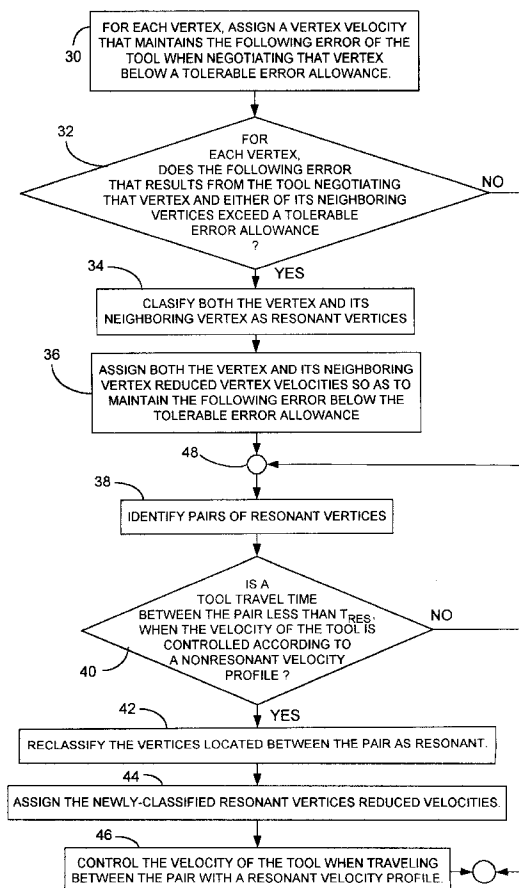 FOR EACH VERTEX, ASSIGN A VERTEX VELOCITY
THAT MAINTAINS THE FOLLOWING ERROR OF THE
TOOL WHEN NEGOTIATING THAT VERTEX
BELOW A TOLERABLE ERROR ALLOWANCE.
30
32
FOR
EACH VERTEX,
DOES THE FOLLOWING ERROR
THAT RESULTS FROM THE TOOL NEGOTIATING
THAT VERTEX AND EITHER OF ITS NEIGHBORING
VERTICES EXCEED A TOLERABLE
ERROR ALLOWANCE
?
NO
YES
34
CLASIFY BOTH THE VERTEX AND ITS
NEIGHBORING VERTEX AS RESONANT VERTICES
36
ASSIGN BOTH THE VERTEX AND ITS NEIGHBORING
VERTEX REDUCED VERTEX VELOCITIES SO AS TO
MAINTAIN THE FOLLOWING ERROR BELOW THE
TOLERABLE ERROR ALLOWANCE
48
38
IDENTIFY PAIRS OF RESONANT VERTICES
IS A
TOOL TRAVEL TIME
BETWEEN THE PAIR LESS THAN TRES,
WHEN THE VELOCITY OF THE TOOL IS
CONTROLLED ACCORDING TO
A NONRESONANT VELOCITY
PROFILE ?
NO
40
YES
42
RECLASSIFY THE VERTICES LOCATED BETWEEN THE PAIR AS RESONANT.
44
ASSIGN THE NEWLY-CLASSIFIED RESONANT VERTICES REDUCED VELOCITIES.
46
CONTROL THE VELOCITY OF THE TOOL WHEN TRAVELING
BETWEEN THE PAIR WITH A RESONANT VELOCITY PROFILE.